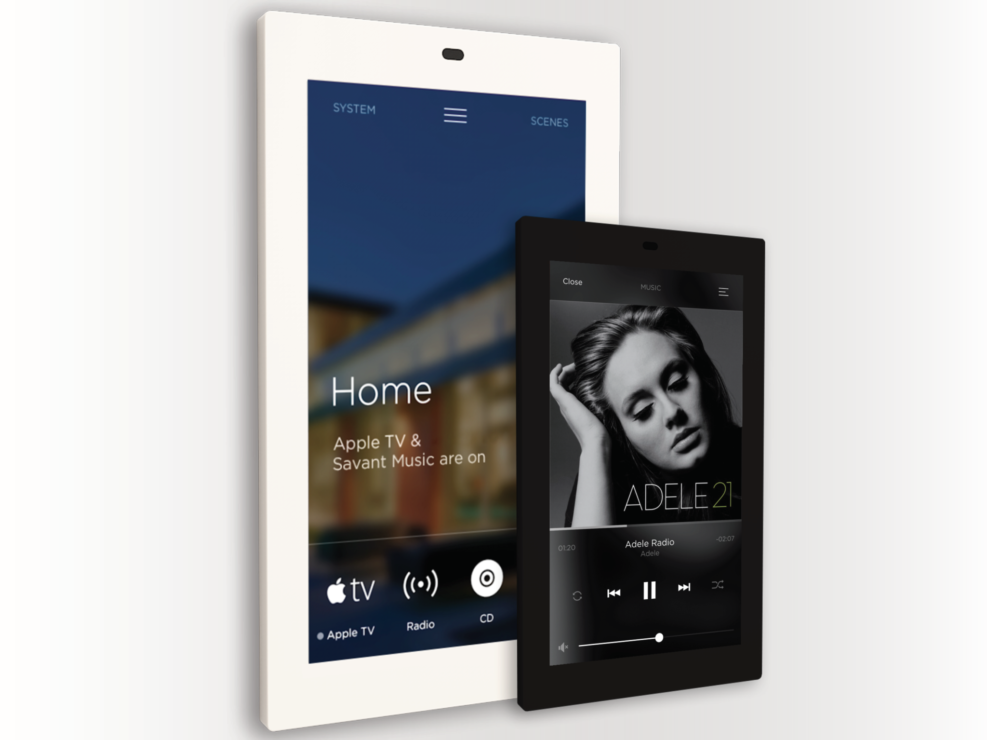 SYSTEM
SCENES
Home
Apple TV &
Savant Music are on
tv
Apple TV
Radio
CD
Close
MUSIC
ADELE 21
01:20
Adele Radio
-02:07
Adele